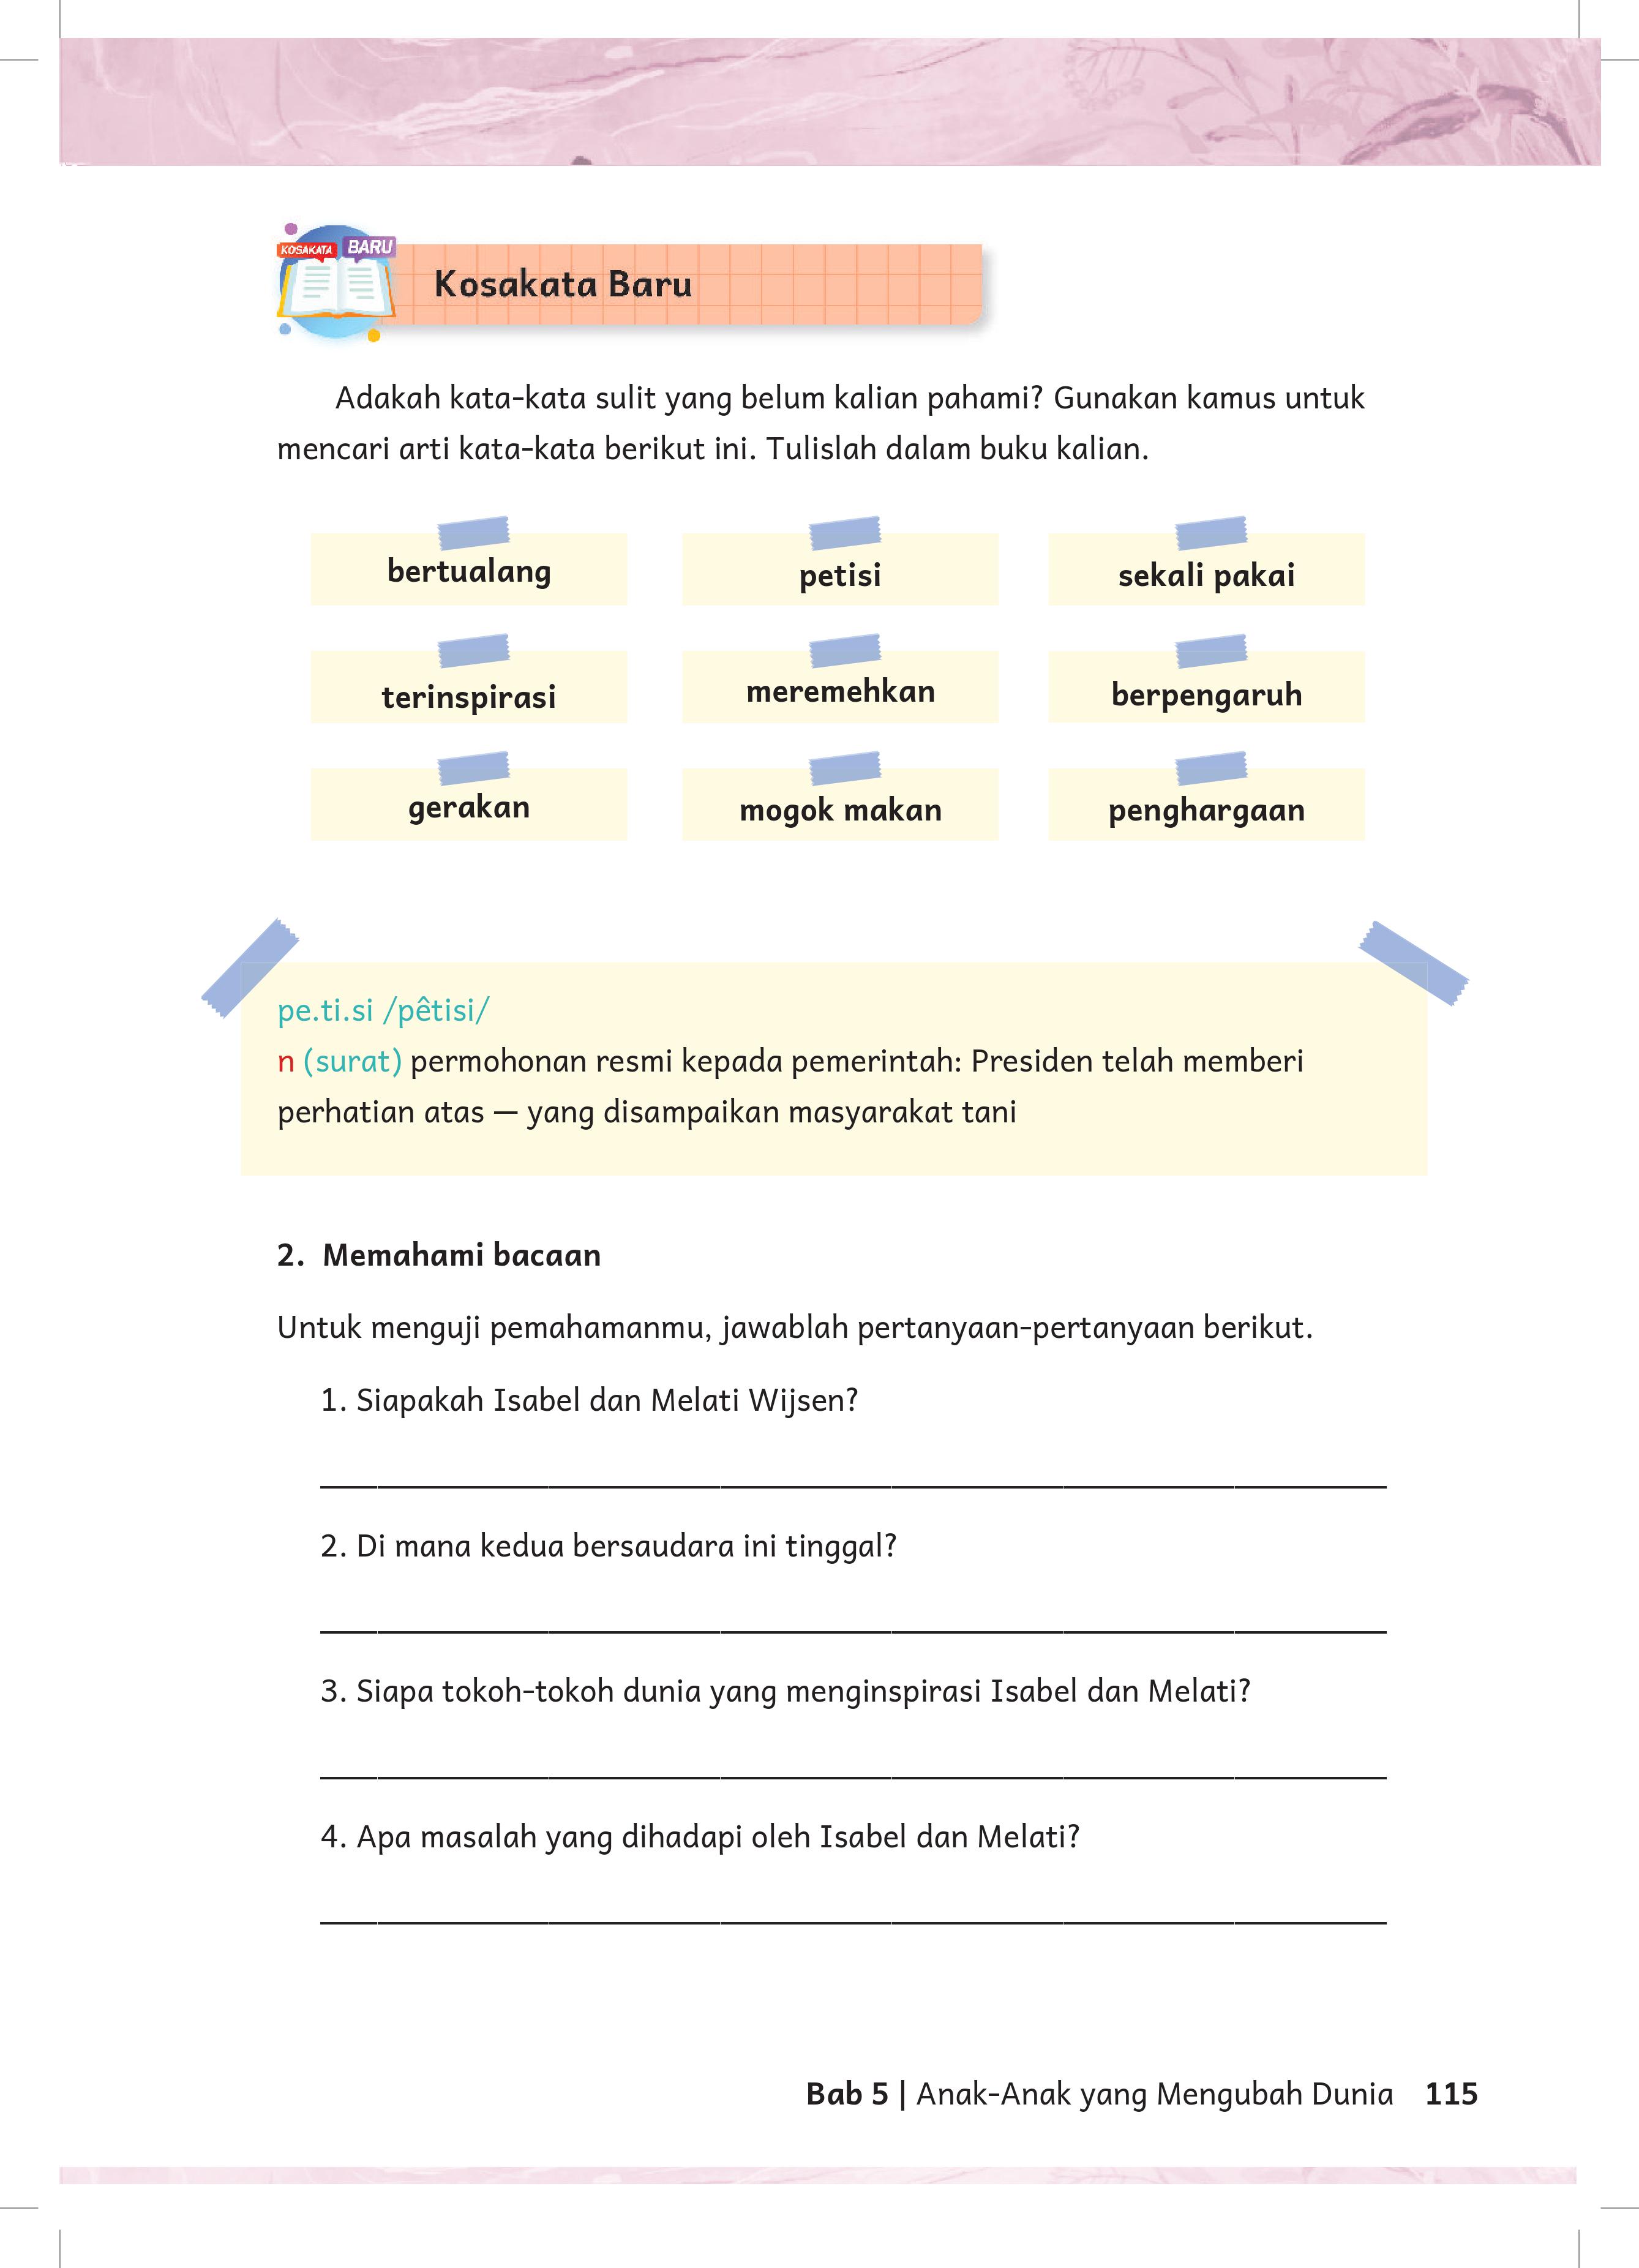 KOSAKATA BARU
Kosakata Baru
Adakah kata-kata sulit yang belum kalian pahami? Gunakan kamus untuk
mencari arti kata-kata berikut ini. Tulislah dalam buku kalian.
bertualang petisi sekali pakai
terinspirasi meremehkan berpengaruh
gerakan mogok makan penghargaan
pe.ti.si /pêtisi/
n (surat) permohonan resmi kepada pemerintah: Presiden telah memberi
perhatian atas — yang disampaikan masyarakat tani
2. Memahami bacaan
Untuk menguji pemahamanmu, jawablah pertanyaan-pertanyaan berikut.
1. Siapakah Isabel dan Melati Wijsen?
2. Di mana kedua bersaudara ini tinggal?
3. Siapa tokoh-tokoh dunia yang menginspirasi Isabel dan Melati?
4. Apa masalah yang dihadapi oleh Isabel dan Melati?
Bab 5 | Anak-Anak yang Mengubah Dunia 115